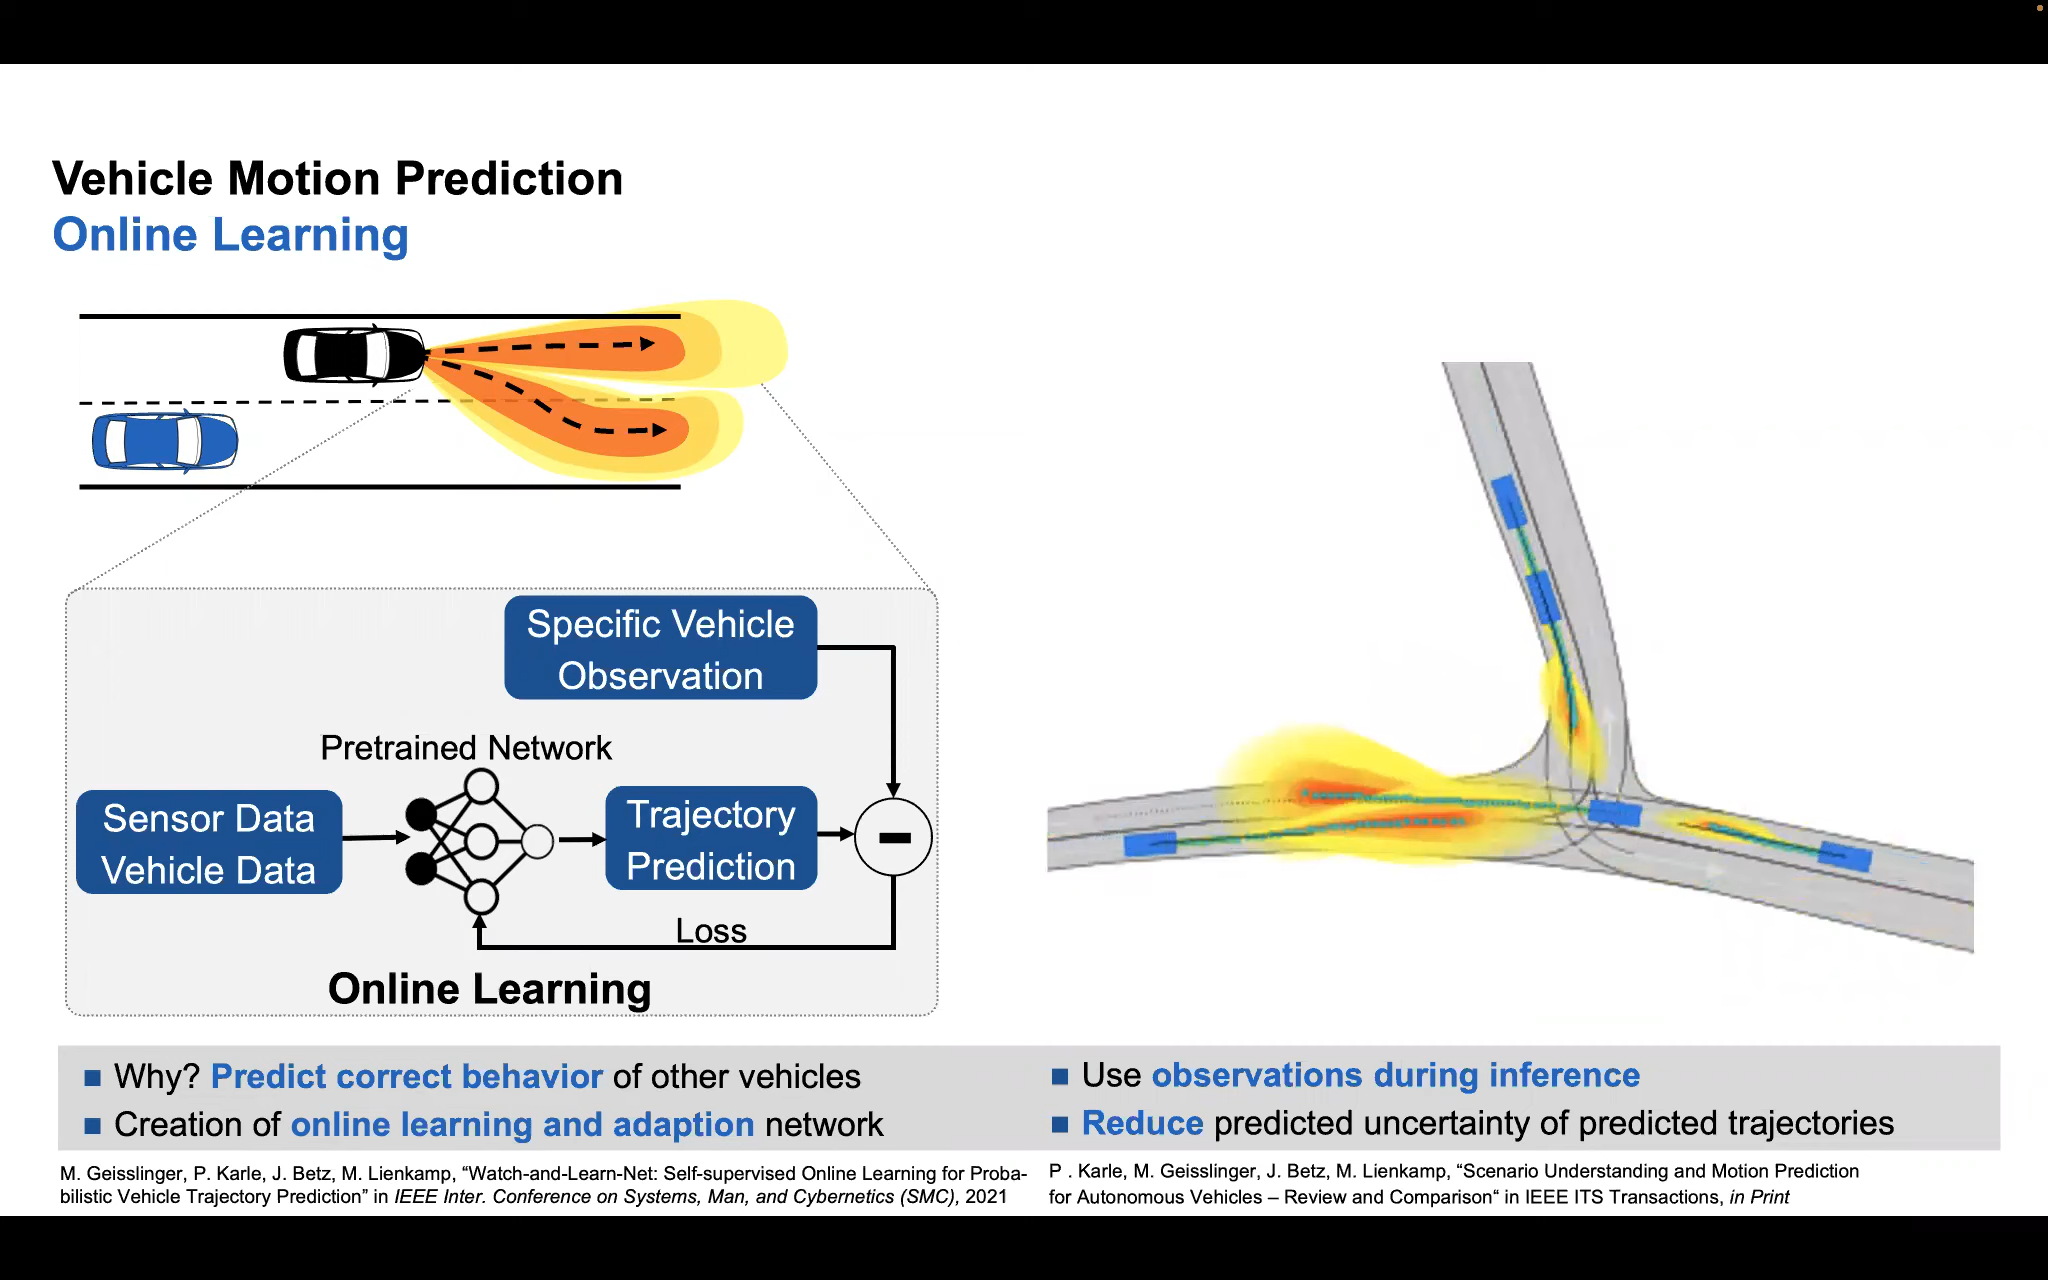 Vehicle Motion Prediction
Online Learning
Specific Vehicle
Observation
Pretrained Network
Sensor Data
Vehicle Data
Trajectory
Prediction
Loss
Online Learning
■ Why? Predict correct behavior of other vehicles
■ Creation of online learning and adaption network
■ Use observations during inference
■ Reduce predicted uncertainty of predicted trajectories
M. Geisslinger, P. Karle, J. Betz, M. Lienkamp, “Watch-and-Learn-Net: Self-supervised Online Learning for Proba-
bilistic Vehicle Trajectory Prediction” in IEEE Inter. Conference on Systems, Man, and Cybernetics (SMC), 2021
P . Karle, M. Geisslinger, J. Betz, M. Lienkamp, “Scenario Understanding and Motion Prediction
for Autonomous Vehicles – Review and Comparison“ in IEEE ITS Transactions, in Print